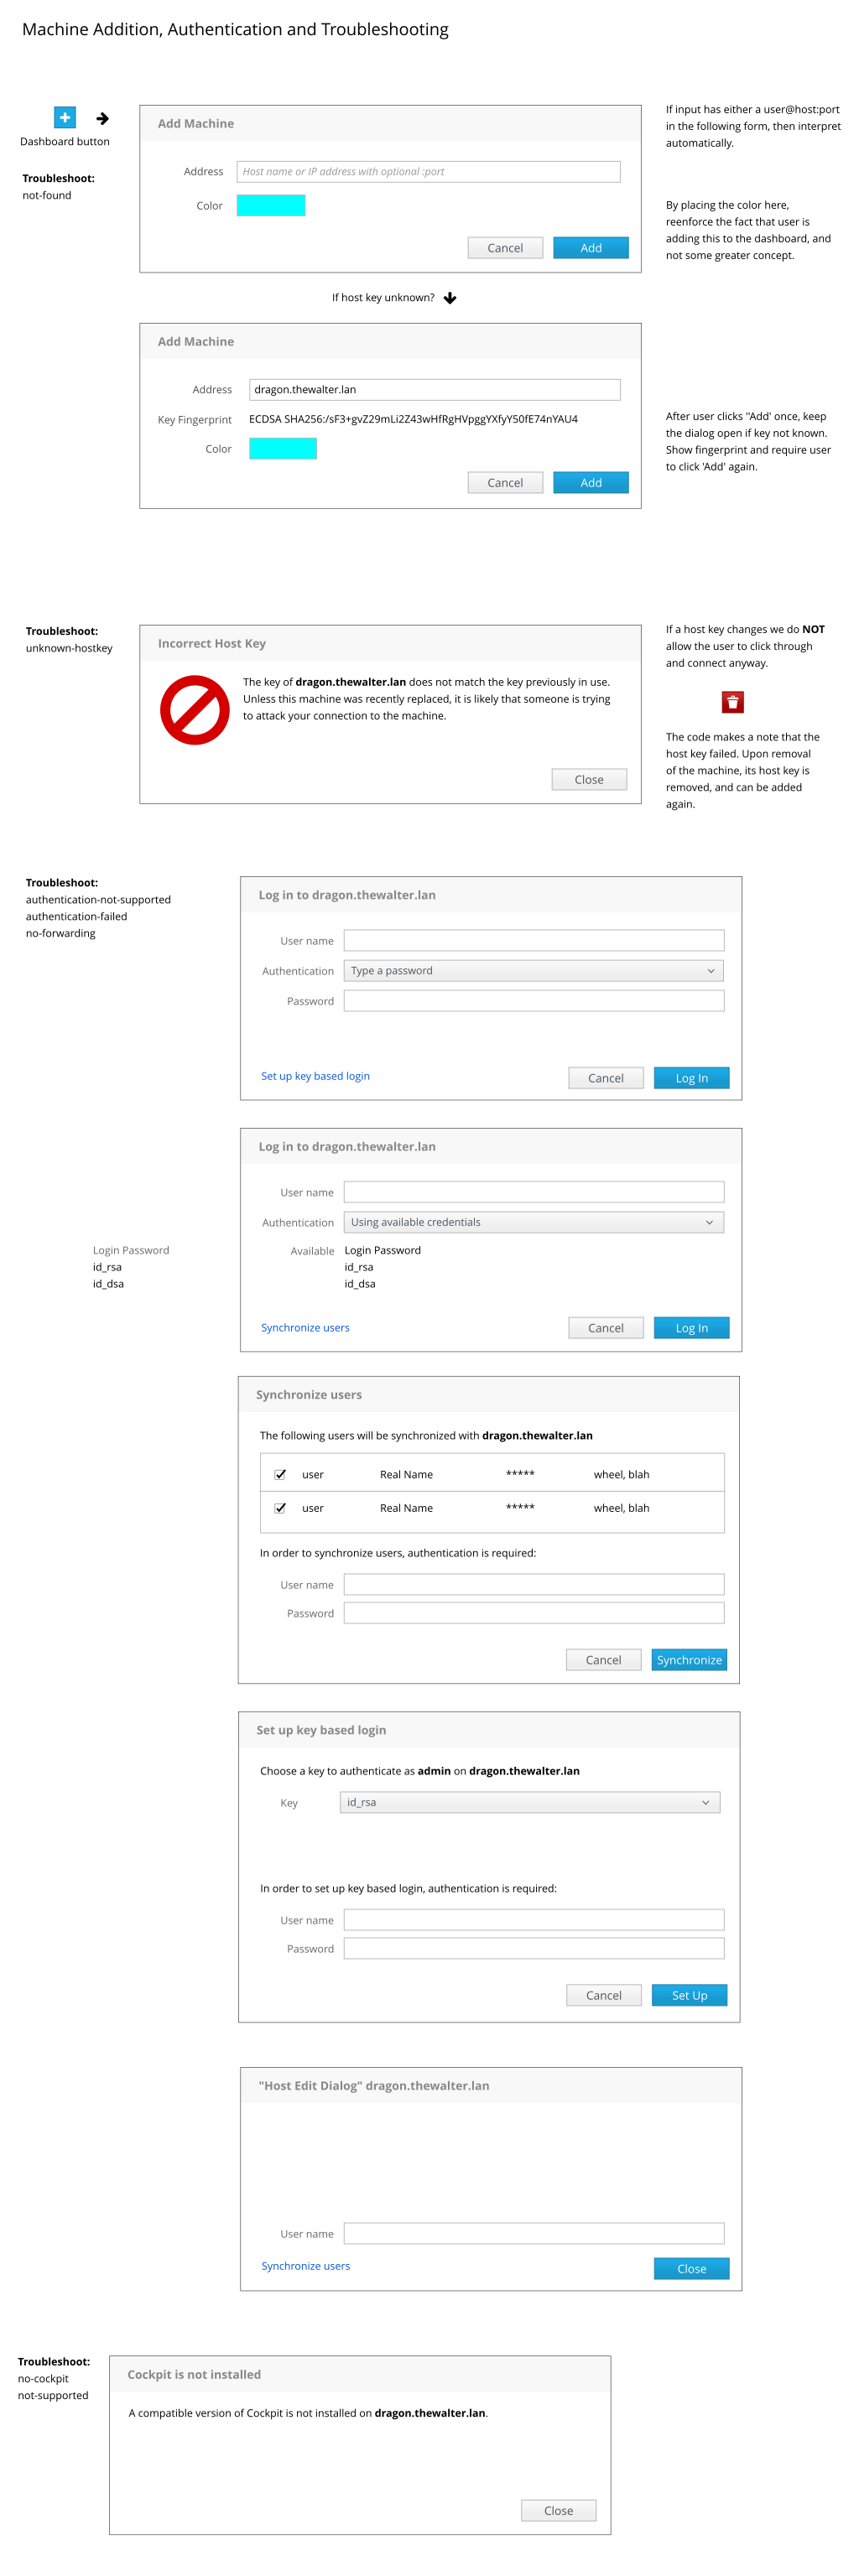 Machine Addition, Authentication and Troubleshooting
Dashboard button
Troubleshoot:
not-found
Add Machine
Address
Host name or IP address with optional :port
Color
Cancel
Add
If input has either a user@host:port
in the following form, then interpret
automatically.
By placing the color here,
reenforce the fact that user is
adding this to the dashboard, and
not some greater concept.
If host key unknown?
Add Machine
Address
dragon.thewalter.lan
Key Fingerprint
ECDSA SHA256:/sF3+gvZ29mLi2Z43wHfRgHVpggYXfyY50fE74nYAU4
Color
Cancel
Add
After user clicks "Add' once, keep
the dialog open if key not known.
Show fingerprint and require user
to click 'Add' again.
Troubleshoot:
unknown-hostkey
Incorrect Host Key
The key of dragon.thewalter.lan does not match the key previously in use.
Unless this machine was recently replaced, it is likely that someone is trying
to attack your connection to the machine.
Close
If a host key changes we do NOT
allow the user to click through
and connect anyway.
The code makes a note that the
host key failed. Upon removal
of the machine, its host key is
removed, and can be added
again.
Troubleshoot:
authentication-not-supported
authentication-failed
no-forwarding
Log in to dragon.thewalter.lan
User name
Authentication
Type a password
Password
Set up key based login
Cancel
Log In
Log in to dragon.thewalter.lan
User name
Authentication
Using available credentials
Available
Login Password
id_rsa
id_dsa
Login Password
id_rsa
id_dsa
Synchronize users
Cancel
Log In
Synchronize users
The following users will be synchronized with dragon.thewalter.lan
user Real Name ***** wheel, blah
user Real Name ***** wheel, blah
In order to synchronize users, authentication is required:
User name
Password
Cancel
Synchronize
Set up key based login
Choose a key to authenticate as admin on dragon.thewalter.lan
Key
id_rsa
In order to set up key based login, authentication is required:
User name
Password
Cancel
Set Up
"Host Edit Dialog" dragon.thewalter.lan
User name
Synchronize users
Close
Troubleshoot:
no-cockpit
not-supported
Cockpit is not installed
A compatible version of Cockpit is not installed on dragon.thewalter.lan.
Close